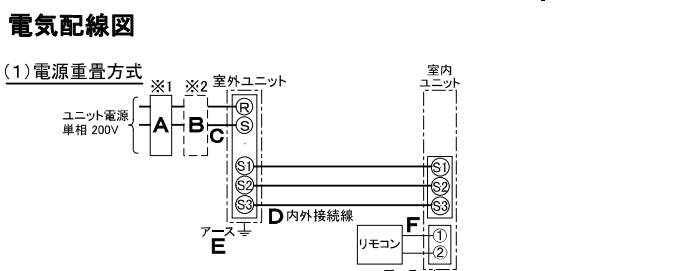 電気配線図
(1)電源重畳方式
※1
※2
室外ユニット
室内
ユニット
ユニット電源
単相 200V
A
B
C
R
S
S1
S2
S3
S1
S2
S3
D 内外接続線
アース
E
F
リモコン
①
②